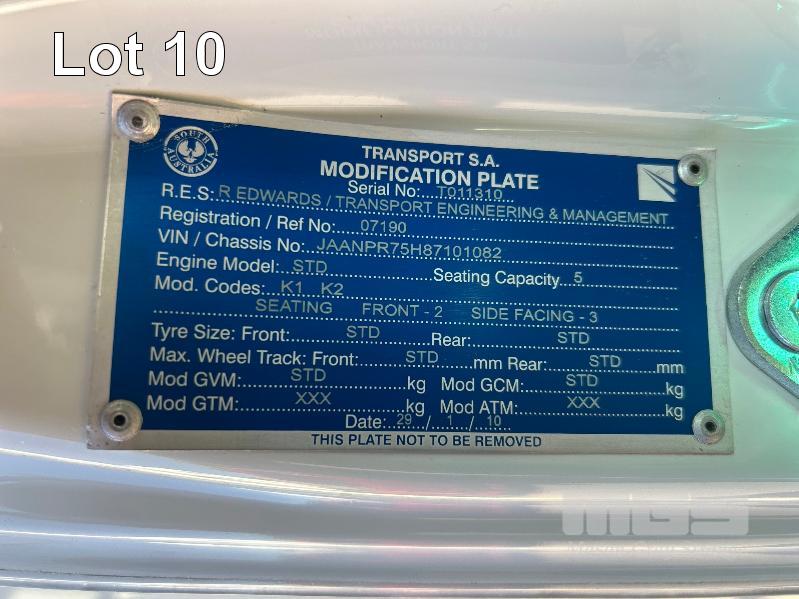 Lot 10
SOUTH AUSTRALIA
TRANSPORT S.A.
MODIFICATION PLATE
Serial No: T011310
R.E.S: R EDWARDS / TRANSPORT ENGINEERING & MANAGEMENT
Registration / Ref No: 07190
VIN / Chassis No: JAANPR75H87101082
Engine Model: STD Seating Capacity 5
Mod. Codes: K1 K2
SEATING FRONT - 2 SIDE FACING - 3
Tyre Size: Front: STD Rear: STD
Max. Wheel Track: Front: STD mm Rear: STD mm
Mod GVM: STD kg Mod GCM: STD kg
Mod GTM: XXX kg Mod ATM: XXX kg
Date: 29 / 1 / 10
THIS PLATE NOT TO BE REMOVED
MGS